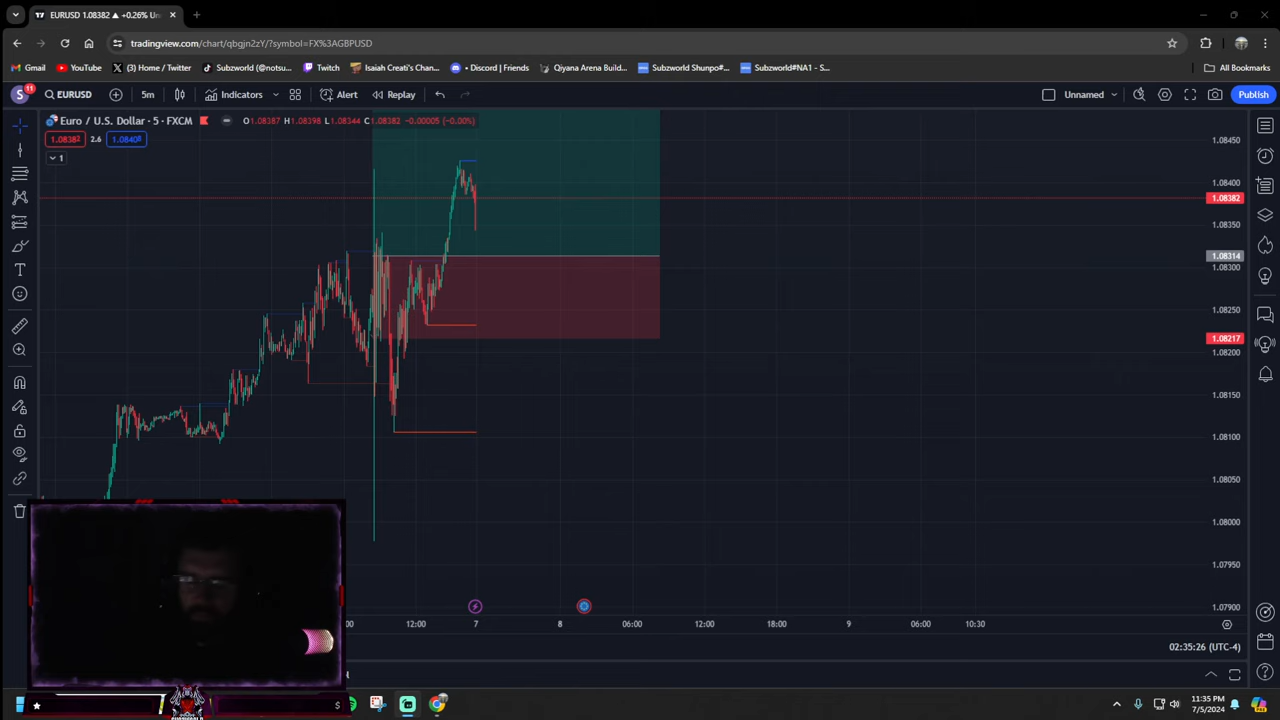 EURUSD 1.08382 ▲ +0.26% Un
tradingview.com/chart/qbgjn2zY/?symbol=FX%3AGBPUSD
Gmail
YouTube
(3) Home / Twitter
Subzworld (@notsu...
Twitch
Isaiah Creati's Chan...
Discord | Friends
Qiyana Arena Build...
Subzworld Shunpo#...
Subzworld#NA1 - S...
All Bookmarks
S
11
EURUSD
5m
Indicators
Alert
Replay
Unnamed
Publish
Euro / U.S. Dollar · 5 · FXCM
O1.08387 H1.08398 L1.08344 C1.08382 −0.00005 (−0.00%)
1.08382
2.6
1.08408
1
1.08450
1.08400
1.08382
1.08350
1.08314
1.08300
1.08250
1.08217
1.08200
1.08150
1.08100
1.08050
1.08000
1.07950
1.07900
12:00
7
8
06:00
12:00
18:00
9
06:00
10:30
02:35:26 (UTC-4)
$
11:35 PM
7/5/2024